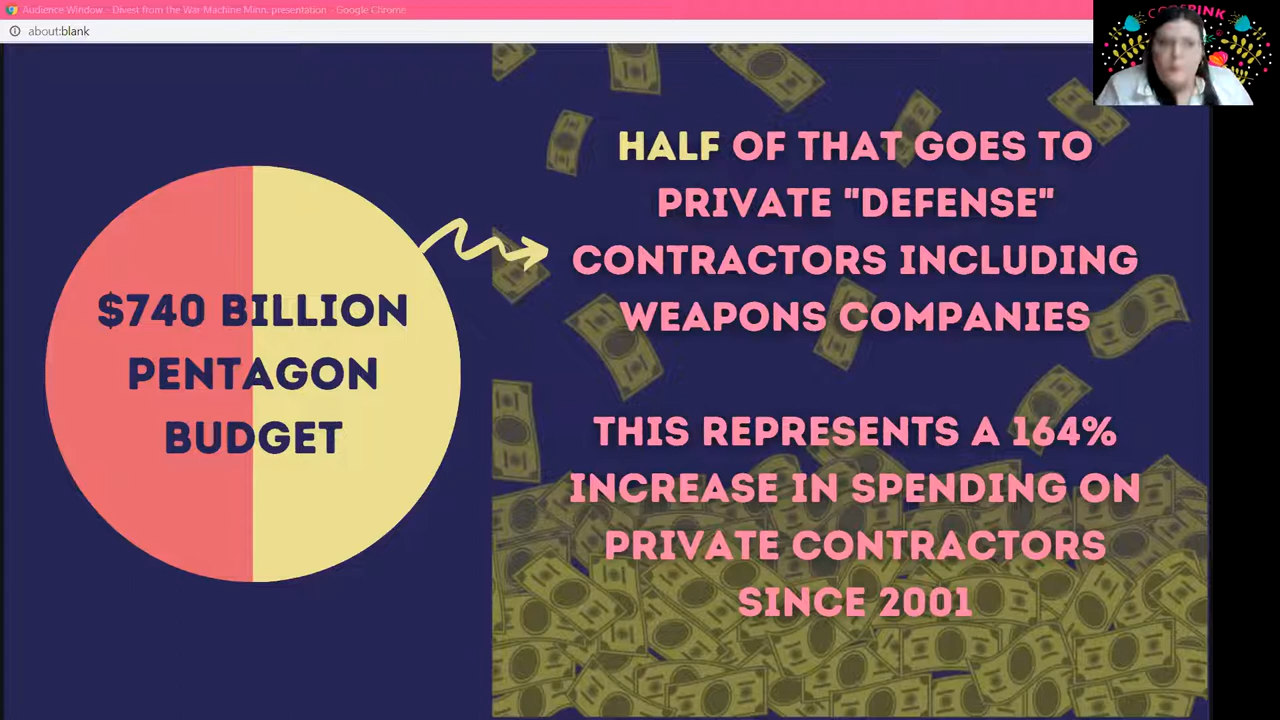 Audience Window - Divest from the War Machine Minn. presentation - Google Chrome
about:blank
HALF OF THAT GOES TO
PRIVATE "DEFENSE"
CONTRACTORS INCLUDING
WEAPONS COMPANIES
$740 BILLION
PENTAGON
BUDGET
THIS REPRESENTS A 164%
INCREASE IN SPENDING ON
PRIVATE CONTRACTORS
SINCE 2001